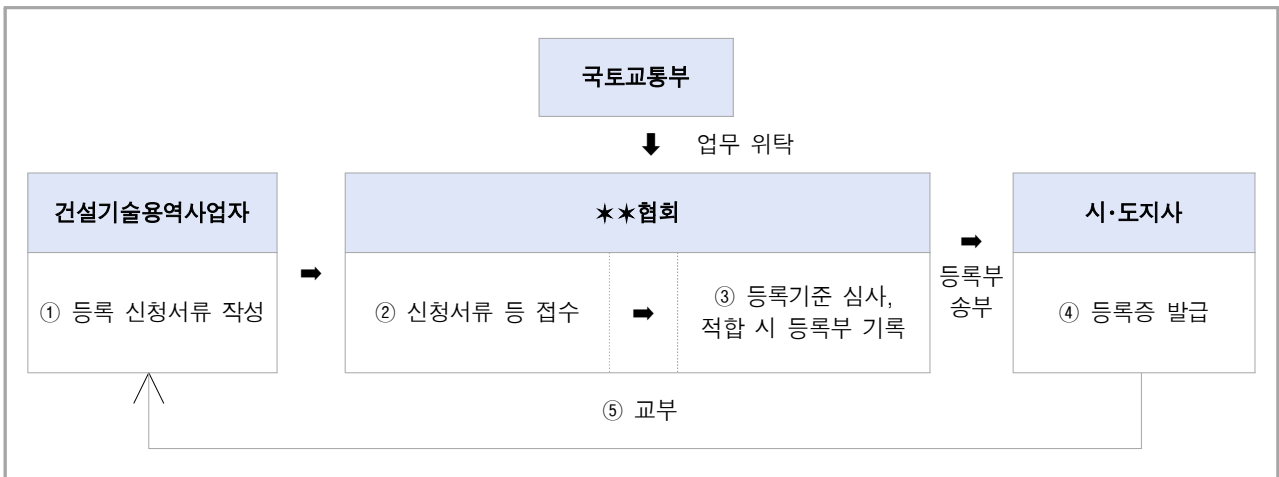 국토교통부
업무 위탁
건설기술용역사업자
✶✶협회
시·도지사
① 등록 신청서류 작성
② 신청서류 등 접수
③ 등록기준 심사,
적합 시 등록부 기록
등록부
송부
④ 등록증 발급
⑤ 교부